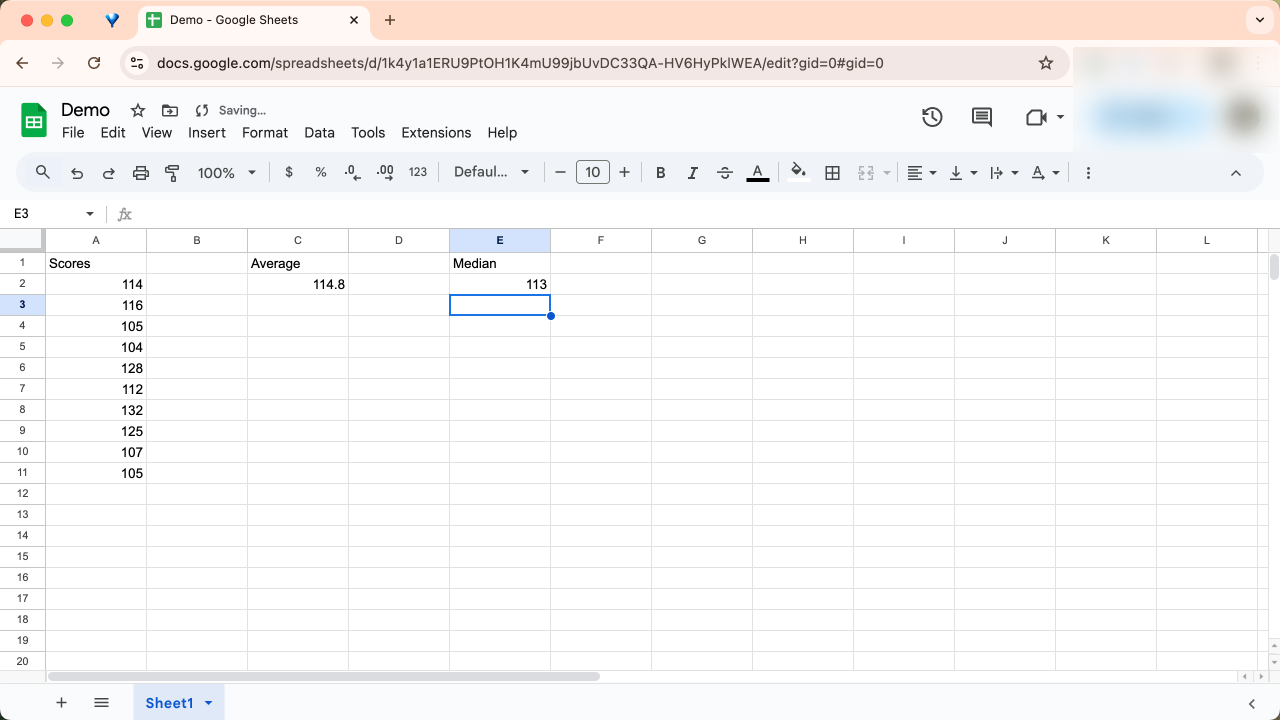 Demo - Google Sheets
docs.google.com/spreadsheets/d/1k4y1a1ERU9PtOH1K4mU99jbUvDC33QA-HV6HyPklWEA/edit?gid=0#gid=0
Demo Saving...
File Edit View Insert Format Data Tools Extensions Help
100% $ % .0 .00 123 Defaul... 10 B I S A
E3 fx
A B C D E F G H I J K L
1 Scores Average Median
2 114 114.8 113
3 116
4 105
5 104
6 128
7 112
8 132
9 125
10 107
11 105
12
13
14
15
16
17
18
19
20
Sheet1